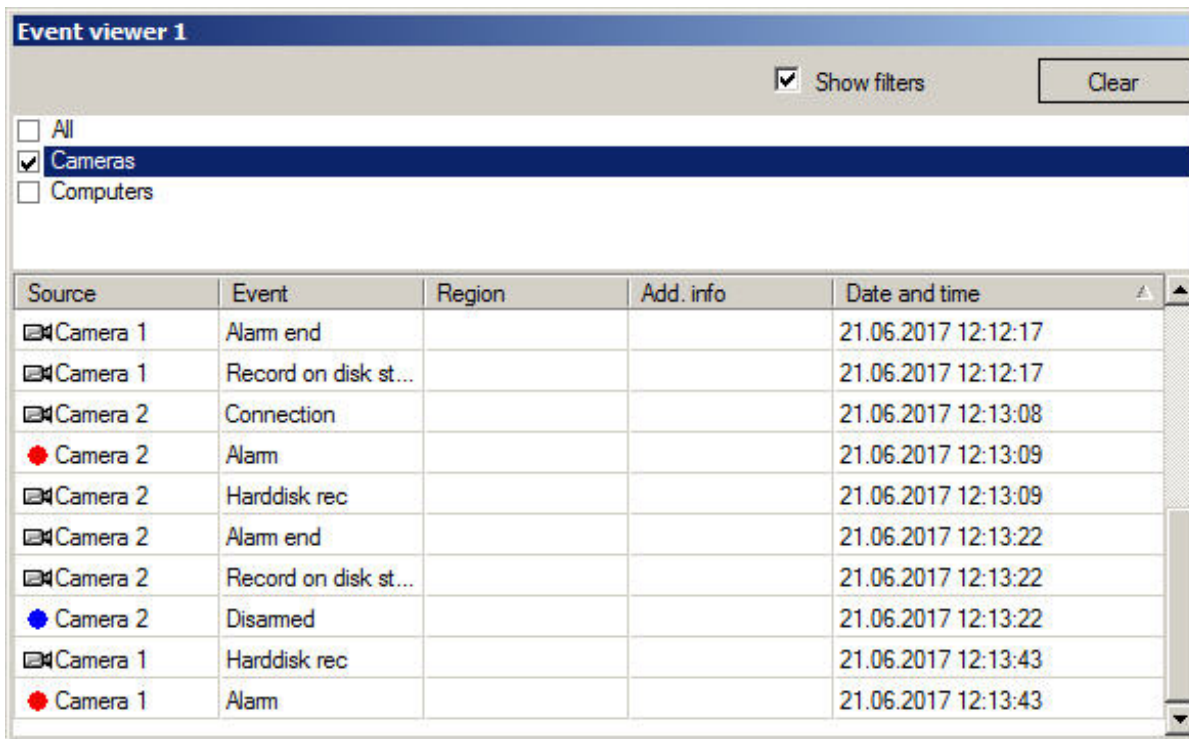 Event viewer 1
Show filters Clear
All
Cameras
Computers
Source Event Region Add. info Date and time
Camera 1 Alarm end 21.06.2017 12:12:17
Camera 1 Record on disk st... 21.06.2017 12:12:17
Camera 2 Connection 21.06.2017 12:13:08
Camera 2 Alarm 21.06.2017 12:13:09
Camera 2 Harddisk rec 21.06.2017 12:13:09
Camera 2 Alarm end 21.06.2017 12:13:22
Camera 2 Record on disk st... 21.06.2017 12:13:22
Camera 2 Disarmed 21.06.2017 12:13:22
Camera 1 Harddisk rec 21.06.2017 12:13:43
Camera 1 Alarm 21.06.2017 12:13:43